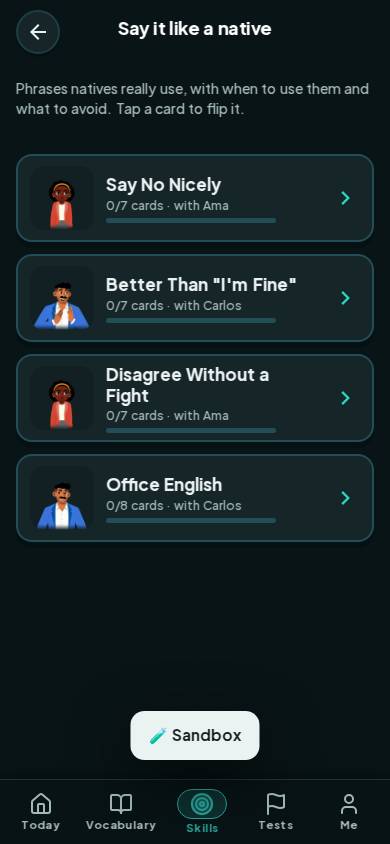 Say it like a native
Phrases natives really use, with when to use them and
what to avoid. Tap a card to flip it.
Say No Nicely
0/7 cards · with Ama
Better Than "I'm Fine"
0/7 cards · with Carlos
Disagree Without a
Fight
0/7 cards · with Ama
Office English
0/8 cards · with Carlos
🧪 Sandbox
Today
Vocabulary
Skills
Tests
Me